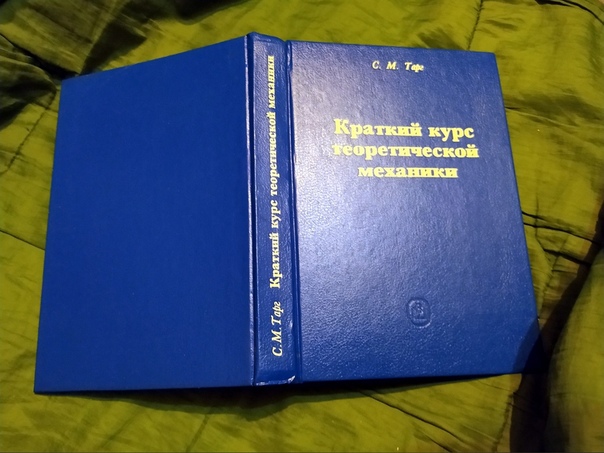 С. М. Тарг
Краткий курс
теоретической
механики
С. М. Тарг Краткий курс теоретической механики